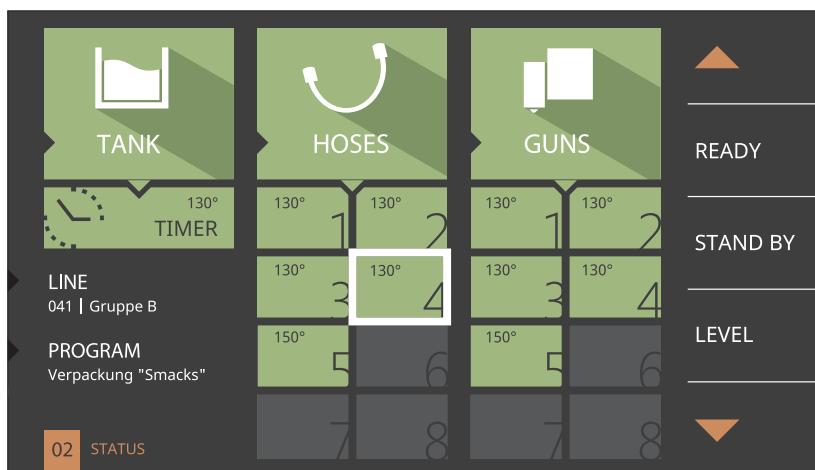 TANK
HOSES
GUNS
130°
TIMER
LINE
041 | Gruppe B
PROGRAM
Verpackung "Smacks"
02 STATUS
130° 1 130° 2
130° 3 130° 4
150° 5 6
7 8
130° 1 130° 2
130° 3 130° 4
150° 5 6
7 8
READY
STAND BY
LEVEL